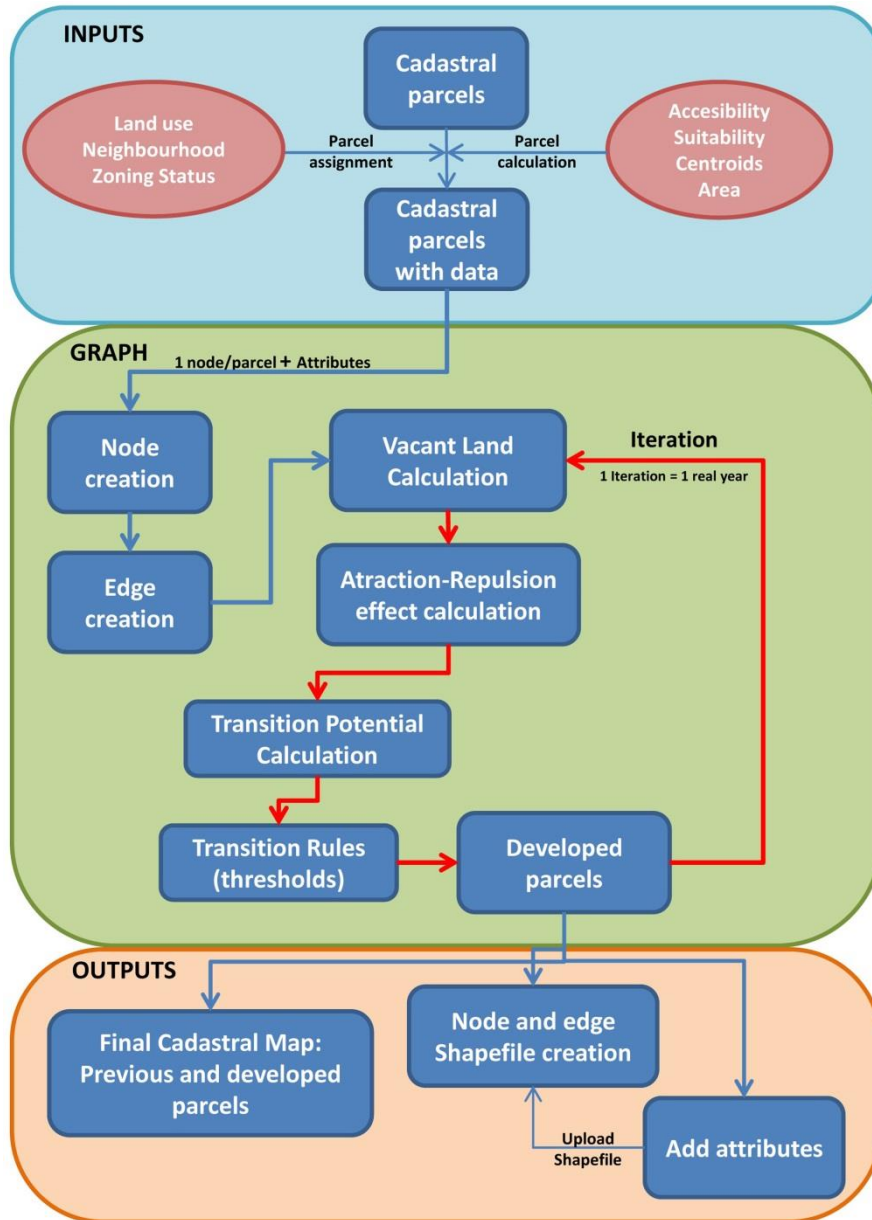 INPUTS
Cadastral
parcels
Land use
Neighbourhood
Zoning Status
Parcel
assignment
Parcel
calculation
Accesibility
Suitability
Centroids
Area
Cadastral
parcels
with data
GRAPH
1 node/parcel + Attributes
Node
creation
Vacant Land
Calculation
Iteration
1 Iteration = 1 real year
Edge
creation
Atraction-Repulsion
effect calculation
Transition Potential
Calculation
Transition Rules
(thresholds)
Developed
parcels
OUTPUTS
Final Cadastral Map:
Previous and developed
parcels
Node and edge
Shapefile creation
Upload
Shapefile
Add attributes